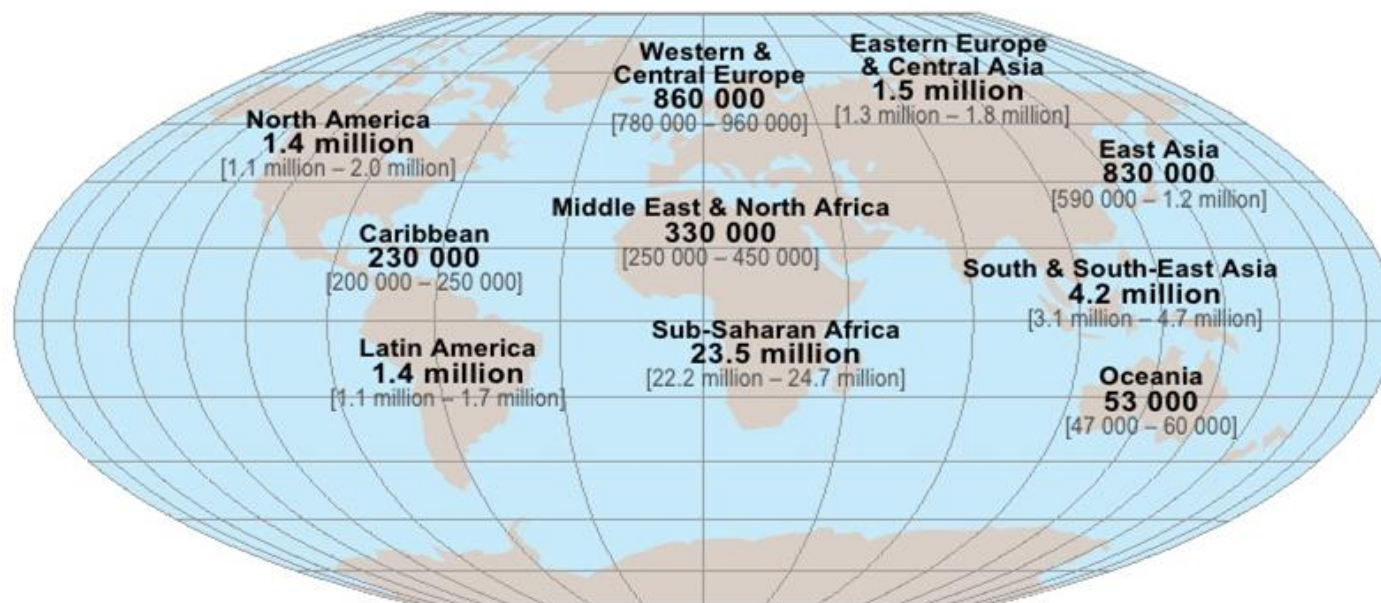 Western &
Central Europe
860 000
[780 000 – 960 000]
Eastern Europe
& Central Asia
1.5 million
[1.3 million – 1.8 million]
North America
1.4 million
[1.1 million – 2.0 million]
East Asia
830 000
[590 000 – 1.2 million]
Middle East & North Africa
330 000
[250 000 – 450 000]
Caribbean
230 000
[200 000 – 250 000]
South & South-East Asia
4.2 million
[3.1 million – 4.7 million]
Sub-Saharan Africa
23.5 million
[22.2 million – 24.7 million]
Latin America
1.4 million
[1.1 million – 1.7 million]
Oceania
53 000
[47 000 – 60 000]